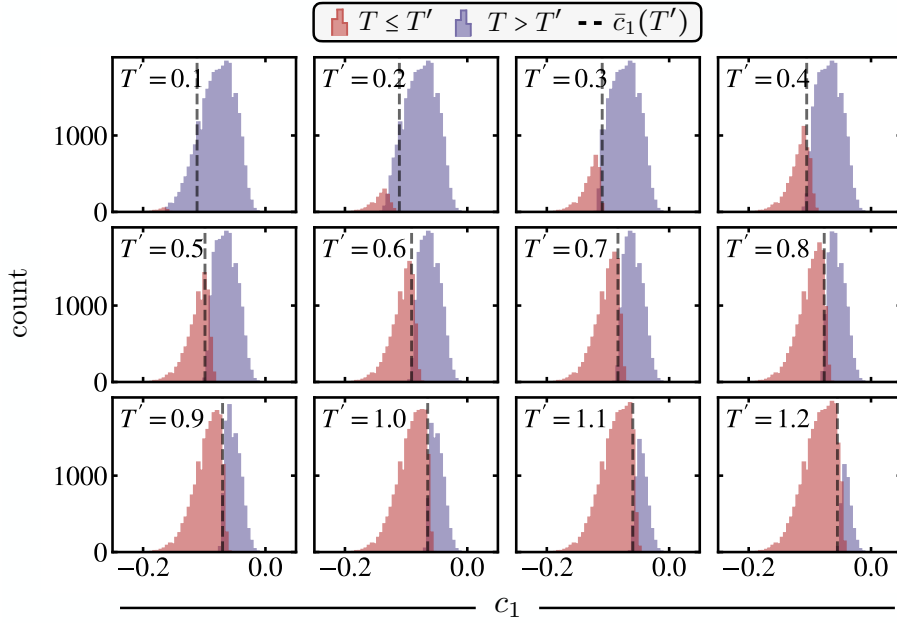 T ≤ T′ T > T′ c̄₁(T′)
T′ = 0.1 T′ = 0.2 T′ = 0.3 T′ = 0.4
1000
0
T′ = 0.5 T′ = 0.6 T′ = 0.7 T′ = 0.8
1000
0
T′ = 0.9 T′ = 1.0 T′ = 1.1 T′ = 1.2
1000
0
−0.2 0.0 −0.2 0.0 −0.2 0.0 −0.2 0.0
count
c₁